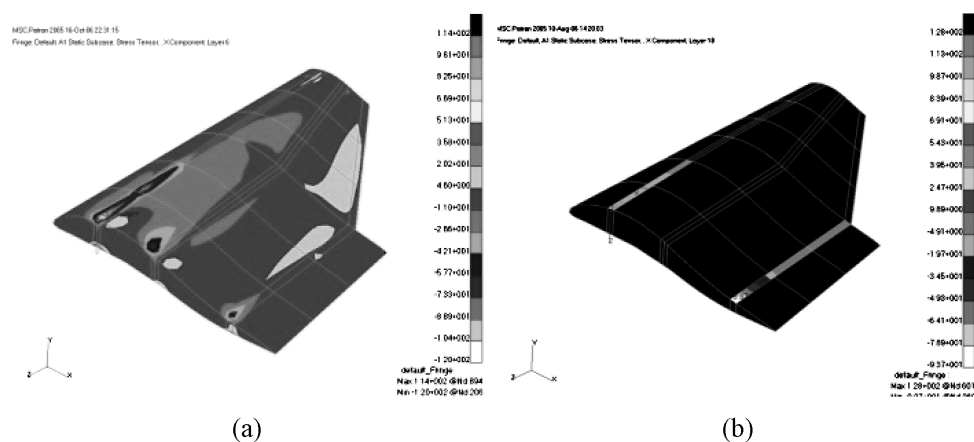 MSC.Patran 2005 16-Oct-06 22:31:15
Fringe: Default, A1 Static Subcase, Stress Tensor, ..X Component, Layer 6
1.14+002
9.81+001
8.25+001
6.69+001
5.13+001
3.58+001
2.02+001
4.60+000
-1.10+001
-2.66+001
-4.21+001
-5.77+001
-7.33+001
-8.89+001
-1.04+002
-1.20+002
default_Fringe
Max 1.14+002 @Nd 894
Min -1.20+002 @Nd 206
Y
Z
X
(a)
MSC.Patran 2005 10-Aug-06 14:20:03
Fringe: Default, A1 Static Subcase, Stress Tensor, ..X Component, Layer 18
1.28+002
1.13+002
9.87+001
8.39+001
6.91+001
5.43+001
3.95+001
2.47+001
9.89+000
-4.91+000
-1.97+001
-3.45+001
-4.93+001
-6.41+001
-7.89+001
-9.37+001
default_Fringe :
Max 1.28+002 @Nd 601
Y
Z
X
(b)